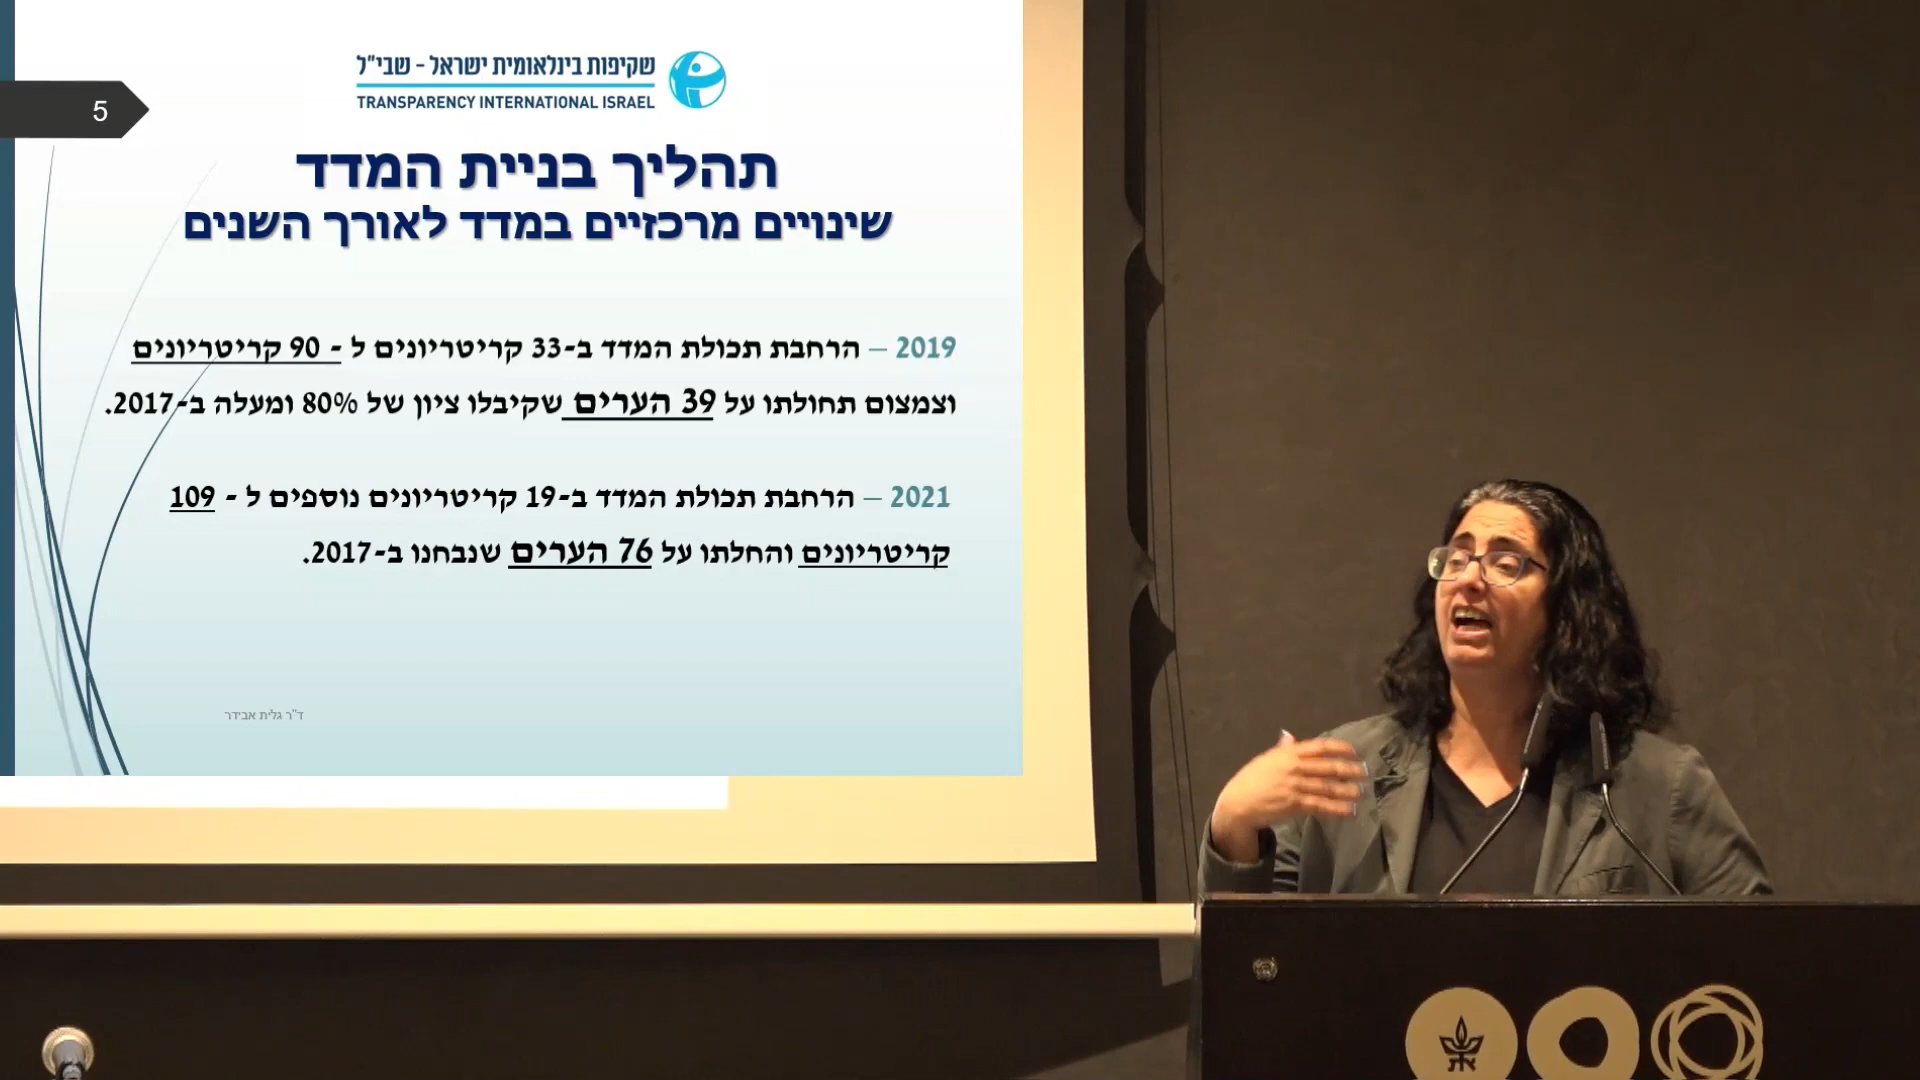 שקיפות בינלאומית ישראל - שבי"ל
TRANSPARENCY INTERNATIONAL ISRAEL
5
תהליך בניית המדד
שינויים מרכזיים במדד לאורך השנים
2019 – הרחבת תכולת המדד ב-33 קריטריונים ל - 90 קריטריונים
וצמצום תחולתו על 39 הערים שקיבלו ציון של 80% ומעלה ב-2017.
2021 – הרחבת תכולת המדד ב-19 קריטריונים נוספים ל - 109
קריטריונים והחלתו על 76 הערים שנבחנו ב-2017.
ד"ר גלית אבידר
את